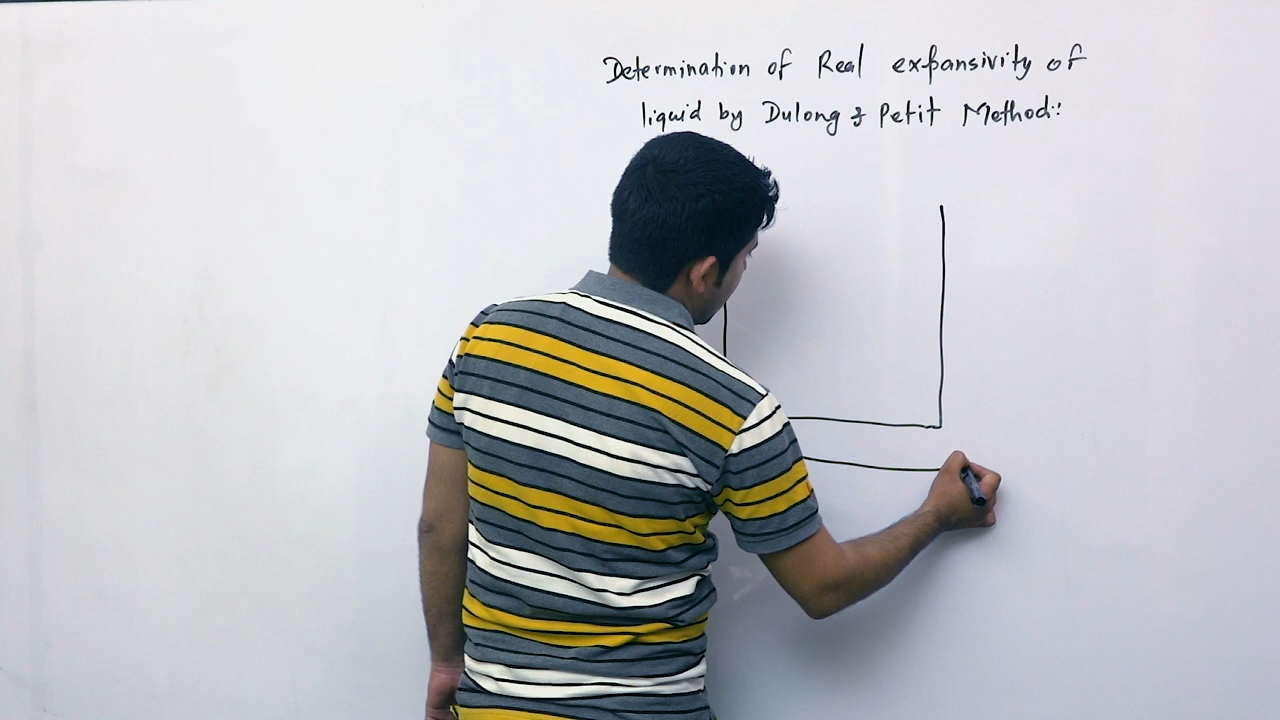 Determination of Real expansivity of
liquid by Dulong & Petit Method:!